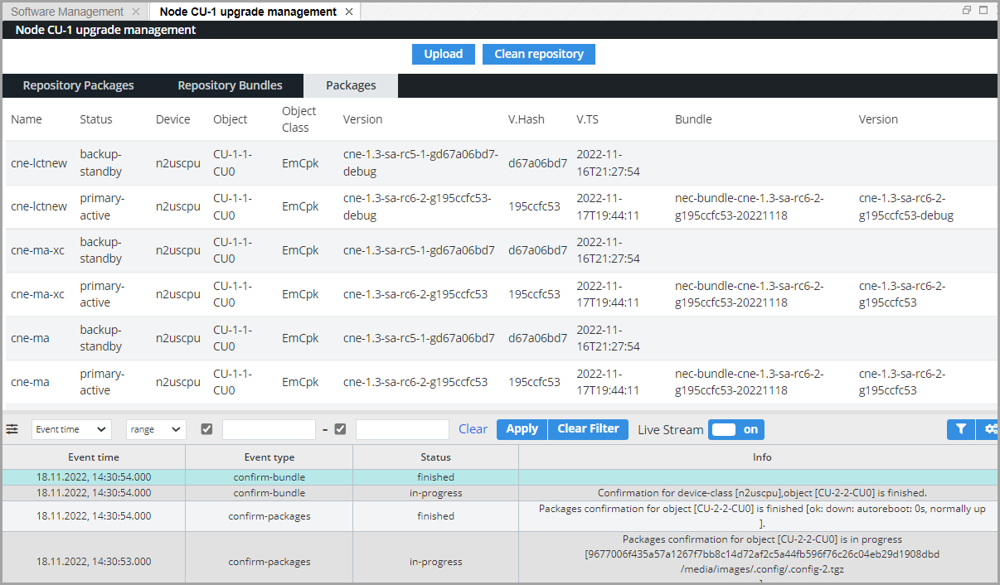 Software Management
Node CU-1 upgrade management
Node CU-1 upgrade management
Upload
Clean repository
Repository Packages
Repository Bundles
Packages
Name Status Device Object Object Class Version V.Hash V.TS Bundle Version
cne-lctnew backup-standby n2uscpu CU-1-1-CU0 EmCpk cne-1.3-sa-rc5-1-gd67a06bd7-debug d67a06bd7 2022-11-16T21:27:54
cne-lctnew primary-active n2uscpu CU-1-1-CU0 EmCpk cne-1.3-sa-rc6-2-g195ccfc53-debug 195ccfc53 2022-11-17T19:44:11 nec-bundle-cne-1.3-sa-rc6-2-g195ccfc53-20221118 cne-1.3-sa-rc6-2-g195ccfc53-debug
cne-ma-xc backup-standby n2uscpu CU-1-1-CU0 EmCpk cne-1.3-sa-rc5-1-gd67a06bd7 d67a06bd7 2022-11-16T21:27:54
cne-ma-xc primary-active n2uscpu CU-1-1-CU0 EmCpk cne-1.3-sa-rc6-2-g195ccfc53 195ccfc53 2022-11-17T19:44:11 nec-bundle-cne-1.3-sa-rc6-2-g195ccfc53-20221118 cne-1.3-sa-rc6-2-g195ccfc53
cne-ma backup-standby n2uscpu CU-1-1-CU0 EmCpk cne-1.3-sa-rc5-1-gd67a06bd7 d67a06bd7 2022-11-16T21:27:54
cne-ma primary-active n2uscpu CU-1-1-CU0 EmCpk cne-1.3-sa-rc6-2-g195ccfc53 195ccfc53 2022-11-17T19:44:11 nec-bundle-cne-1.3-sa-rc6-2-g195ccfc53-20221118 cne-1.3-sa-rc6-2-g195ccfc53
Event time range - Clear Apply Clear Filter Live Stream on
Event time Event type Status Info
18.11.2022, 14:30:54.000 confirm-bundle finished
18.11.2022, 14:30:54.000 confirm-bundle in-progress Confirmation for device-class [n2uscpu],object [CU-2-2-CU0] is finished.
18.11.2022, 14:30:54.000 confirm-packages finished Packages confirmation for object [CU-2-2-CU0] is finished [ok: down: autoreboot: 0s, normally up
].
18.11.2022, 14:30:53.000 confirm-packages in-progress Packages confirmation for object [CU-2-2-CU0] is in progress
[9677006f435a57a1267f7bb8c14d72af2c5a44fb596f76c26c04eb29d1908dbd
/media/images/.config/.config-2.tgz